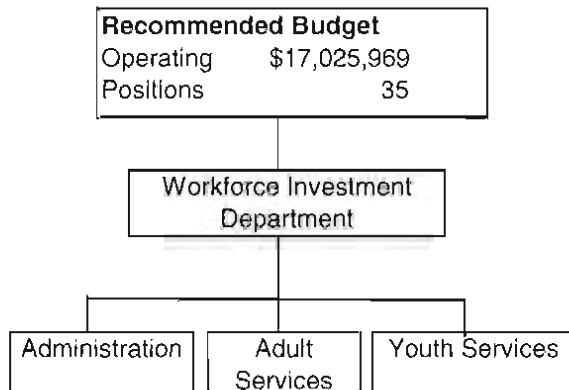 Recommended Budget
Operating $17,025,969
Positions 35
Workforce Investment
Department
Administration
Adult
Services
Youth Services